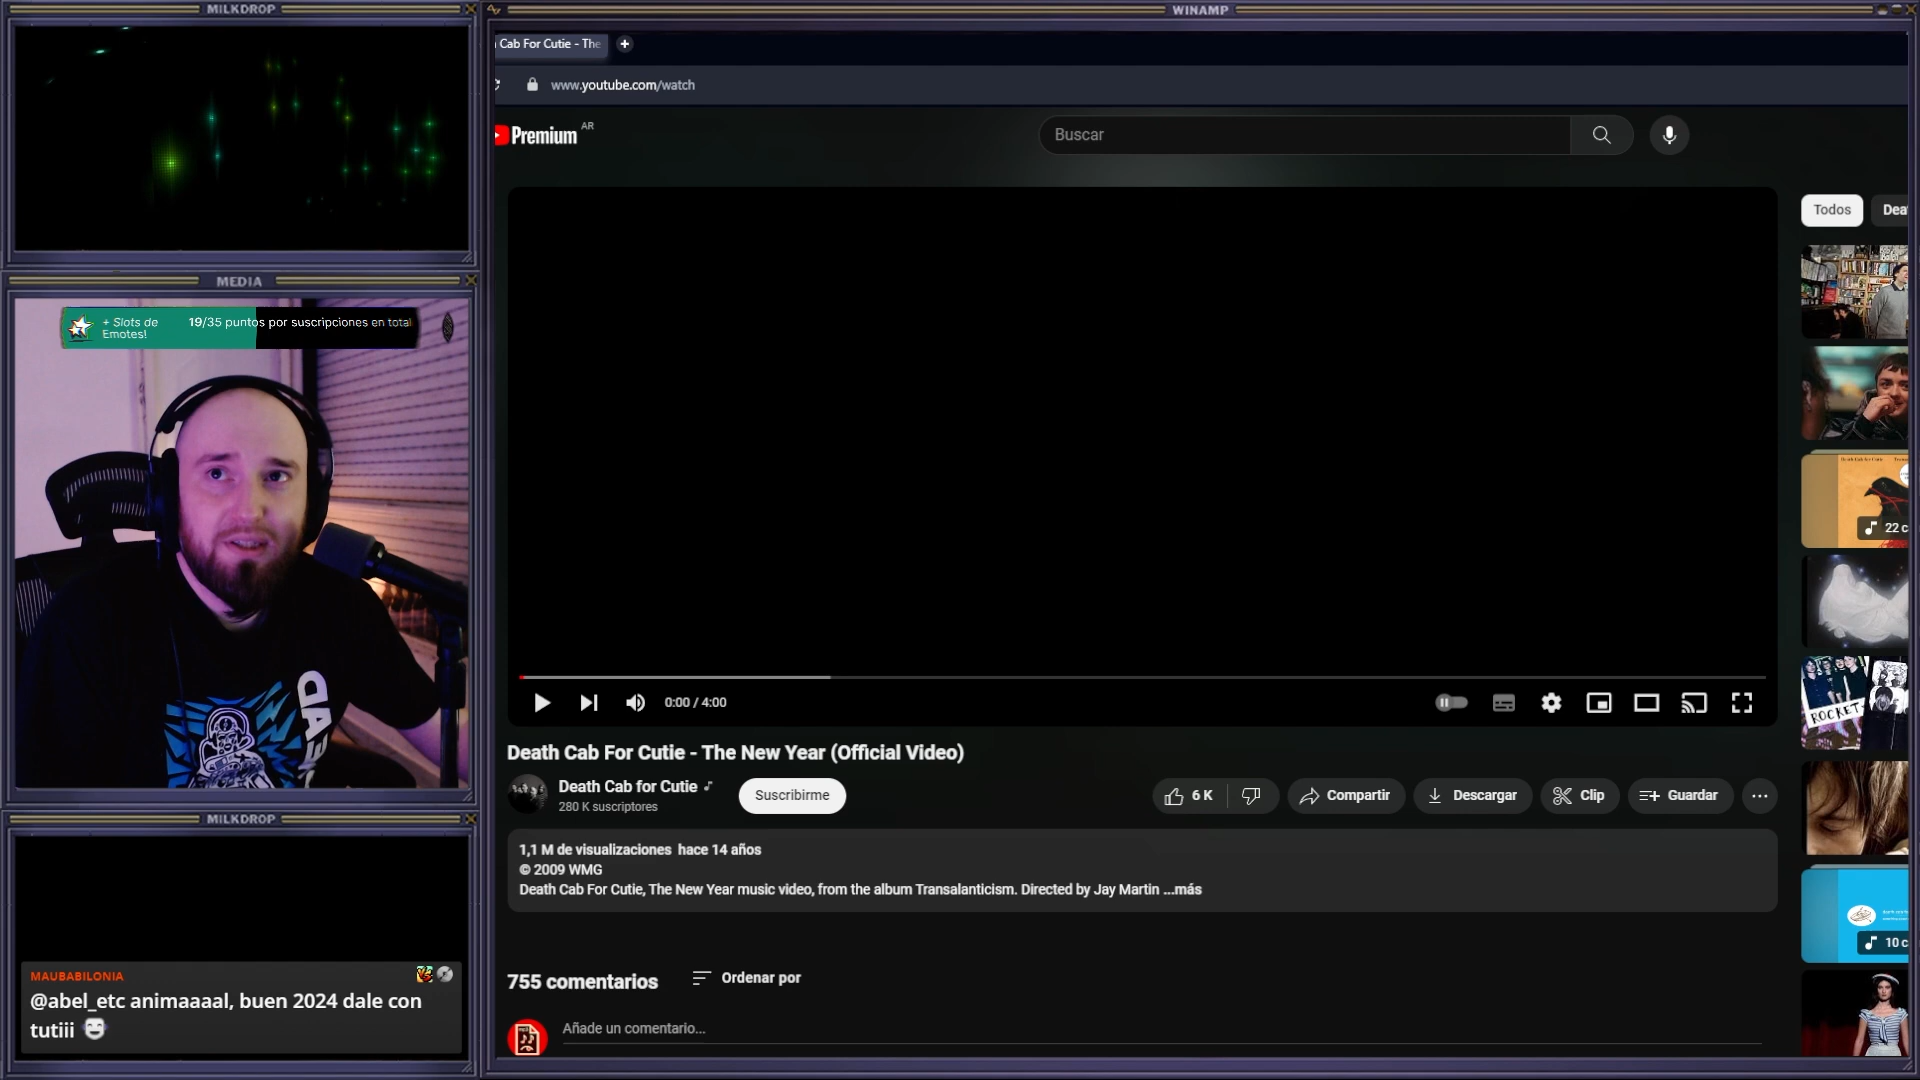 MILKDROP
WINAMP
Cab For Cutie - The
www.youtube.com/watch
Premium AR
Buscar
Todos
MEDIA
+ Slots de
Emotes!
19/35 puntos por suscripciones en total
22 c
ROCKET
0:00 / 4:00
Death Cab For Cutie - The New Year (Official Video)
Death Cab for Cutie
280 K suscriptores
Suscribirme
6 K
Compartir
Descargar
Clip
Guardar
1,1 M de visualizaciones hace 14 años
© 2009 WMG
Death Cab For Cutie, The New Year music video, from the album Transalanticism. Directed by Jay Martin ...más
MILKDROP
10 c
MAUBABILONIA
@abel_etc animaaaal, buen 2024 dale con
tutiii
755 comentarios
Ordenar por
Añade un comentario...